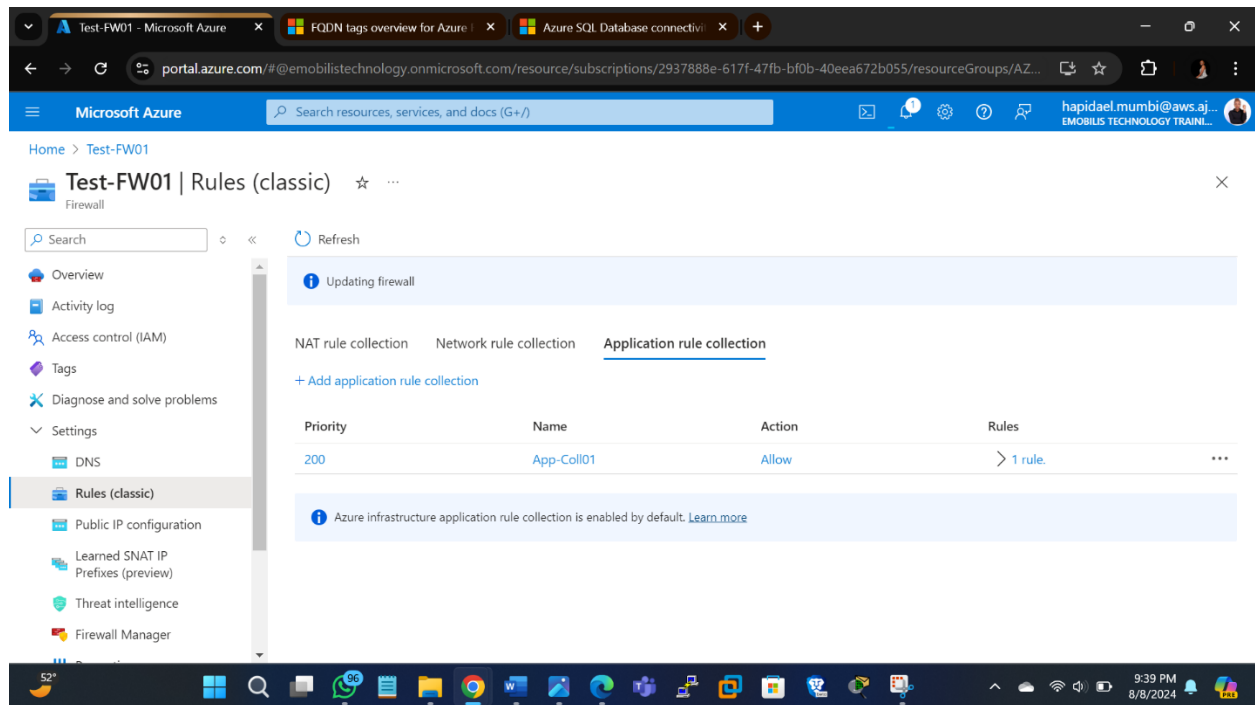 Test-FW01 - Microsoft Azure
FQDN tags overview for Azure
Azure SQL Database connectivi
portal.azure.com/#@emobilistechnology.onmicrosoft.com/resource/subscriptions/2937888e-617f-47fb-bf0b-40eea672b055/resourceGroups/AZ...
Microsoft Azure
Search resources, services, and docs (G+/)
1
hapidael.mumbi@aws.aj...
EMOBILIS TECHNOLOGY TRAINI...
Home > Test-FW01
Test-FW01 | Rules (classic)
Firewall
Search
Refresh
Overview
Updating firewall
Activity log
Access control (IAM)
NAT rule collection Network rule collection Application rule collection
Tags
+ Add application rule collection
Diagnose and solve problems
Settings
Priority Name Action Rules
DNS
200 App-Coll01 Allow 1 rule.
Rules (classic)
Azure infrastructure application rule collection is enabled by default. Learn more
Public IP configuration
Learned SNAT IP
Prefixes (preview)
Threat intelligence
Firewall Manager
52°
96
9:39 PM
8/8/2024
PRE